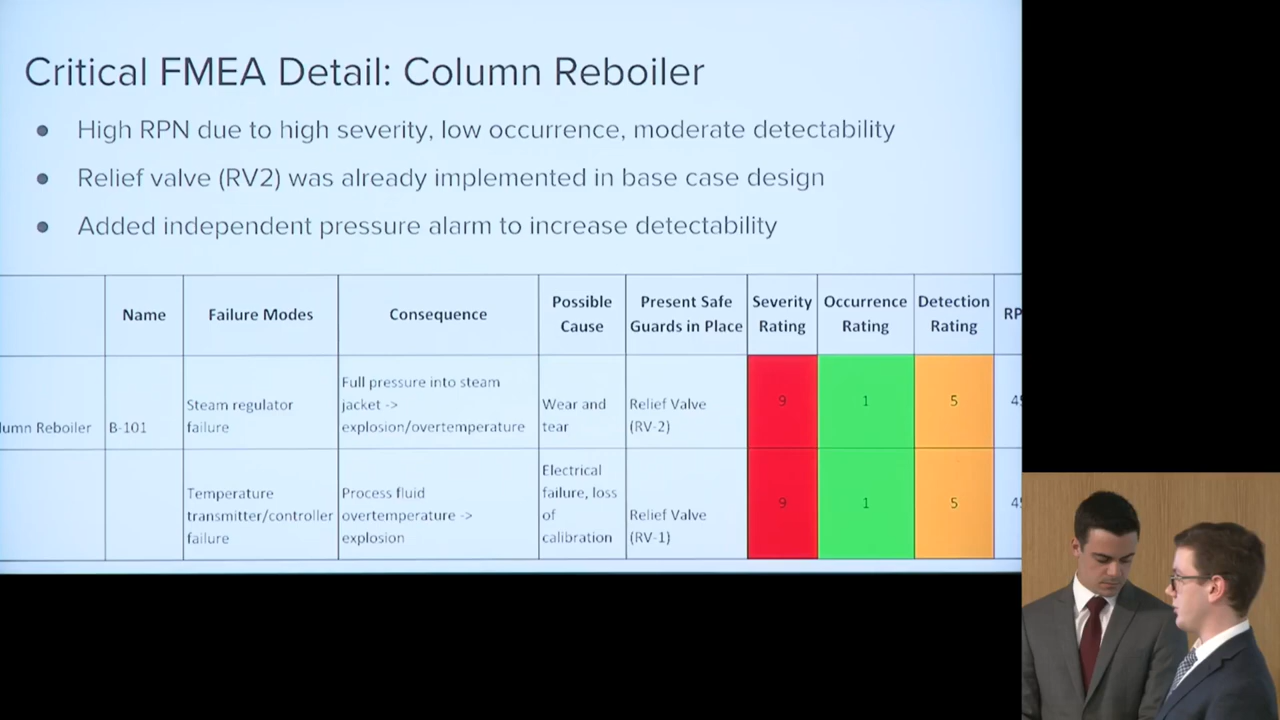 Critical FMEA Detail: Column Reboiler
● High RPN due to high severity, low occurrence, moderate detectability
● Relief valve (RV2) was already implemented in base case design
● Added independent pressure alarm to increase detectability
Name
Failure Modes
Consequence
Possible
Cause
Present Safe
Guards in Place
Severity
Rating
Occurrence
Rating
Detection
Rating
RP
lumn Reboiler
B-101
Steam regulator
failure
Full pressure into steam
jacket ->
explosion/overtemperature
Wear and
tear
Relief Valve
(RV-2)
9
1
5
45
Temperature
transmitter/controller
failure
Process fluid
overtemperature ->
explosion
Electrical
failure, loss
of
calibration
Relief Valve
(RV-1)
9
1
5
45